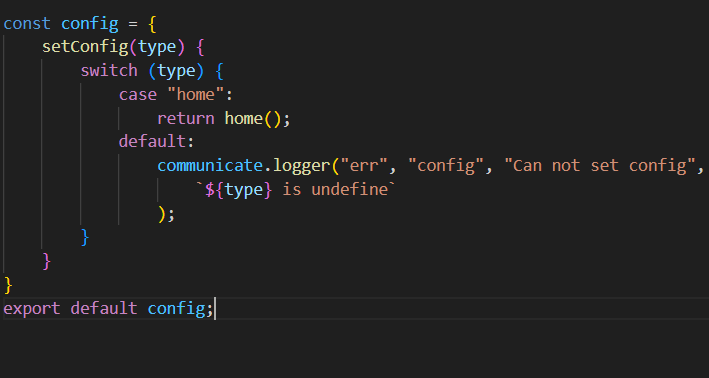 const config = {
    setConfig(type) {
        switch (type) {
            case "home":
                return home();
            default:
                communicate.logger("err", "config", "Can not set config",
                    `${type} is undefine`
                );
        }
    }
}
export default config;